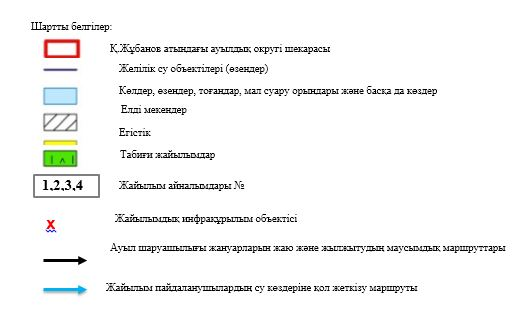 Шартты белгілер:
Қ.Жұбанов атындағы ауылдық округі шекарасы
Желілік су объектілері (өзендер)
Көлдер, өзендер, тоғандар, мал суару орындары және басқа да көздер
Елді мекендер
Егістік
Табиғи жайылымдар
1,2,3,4 Жайылым айналымдары №
x Жайылымдық инфрақұрылым объектісі
Ауыл шаруашылығы жануарларын жаю және жылжытудың маусымдық маршруттары
Жайылым пайдаланушылардың су көздеріне қол жеткізу маршруты